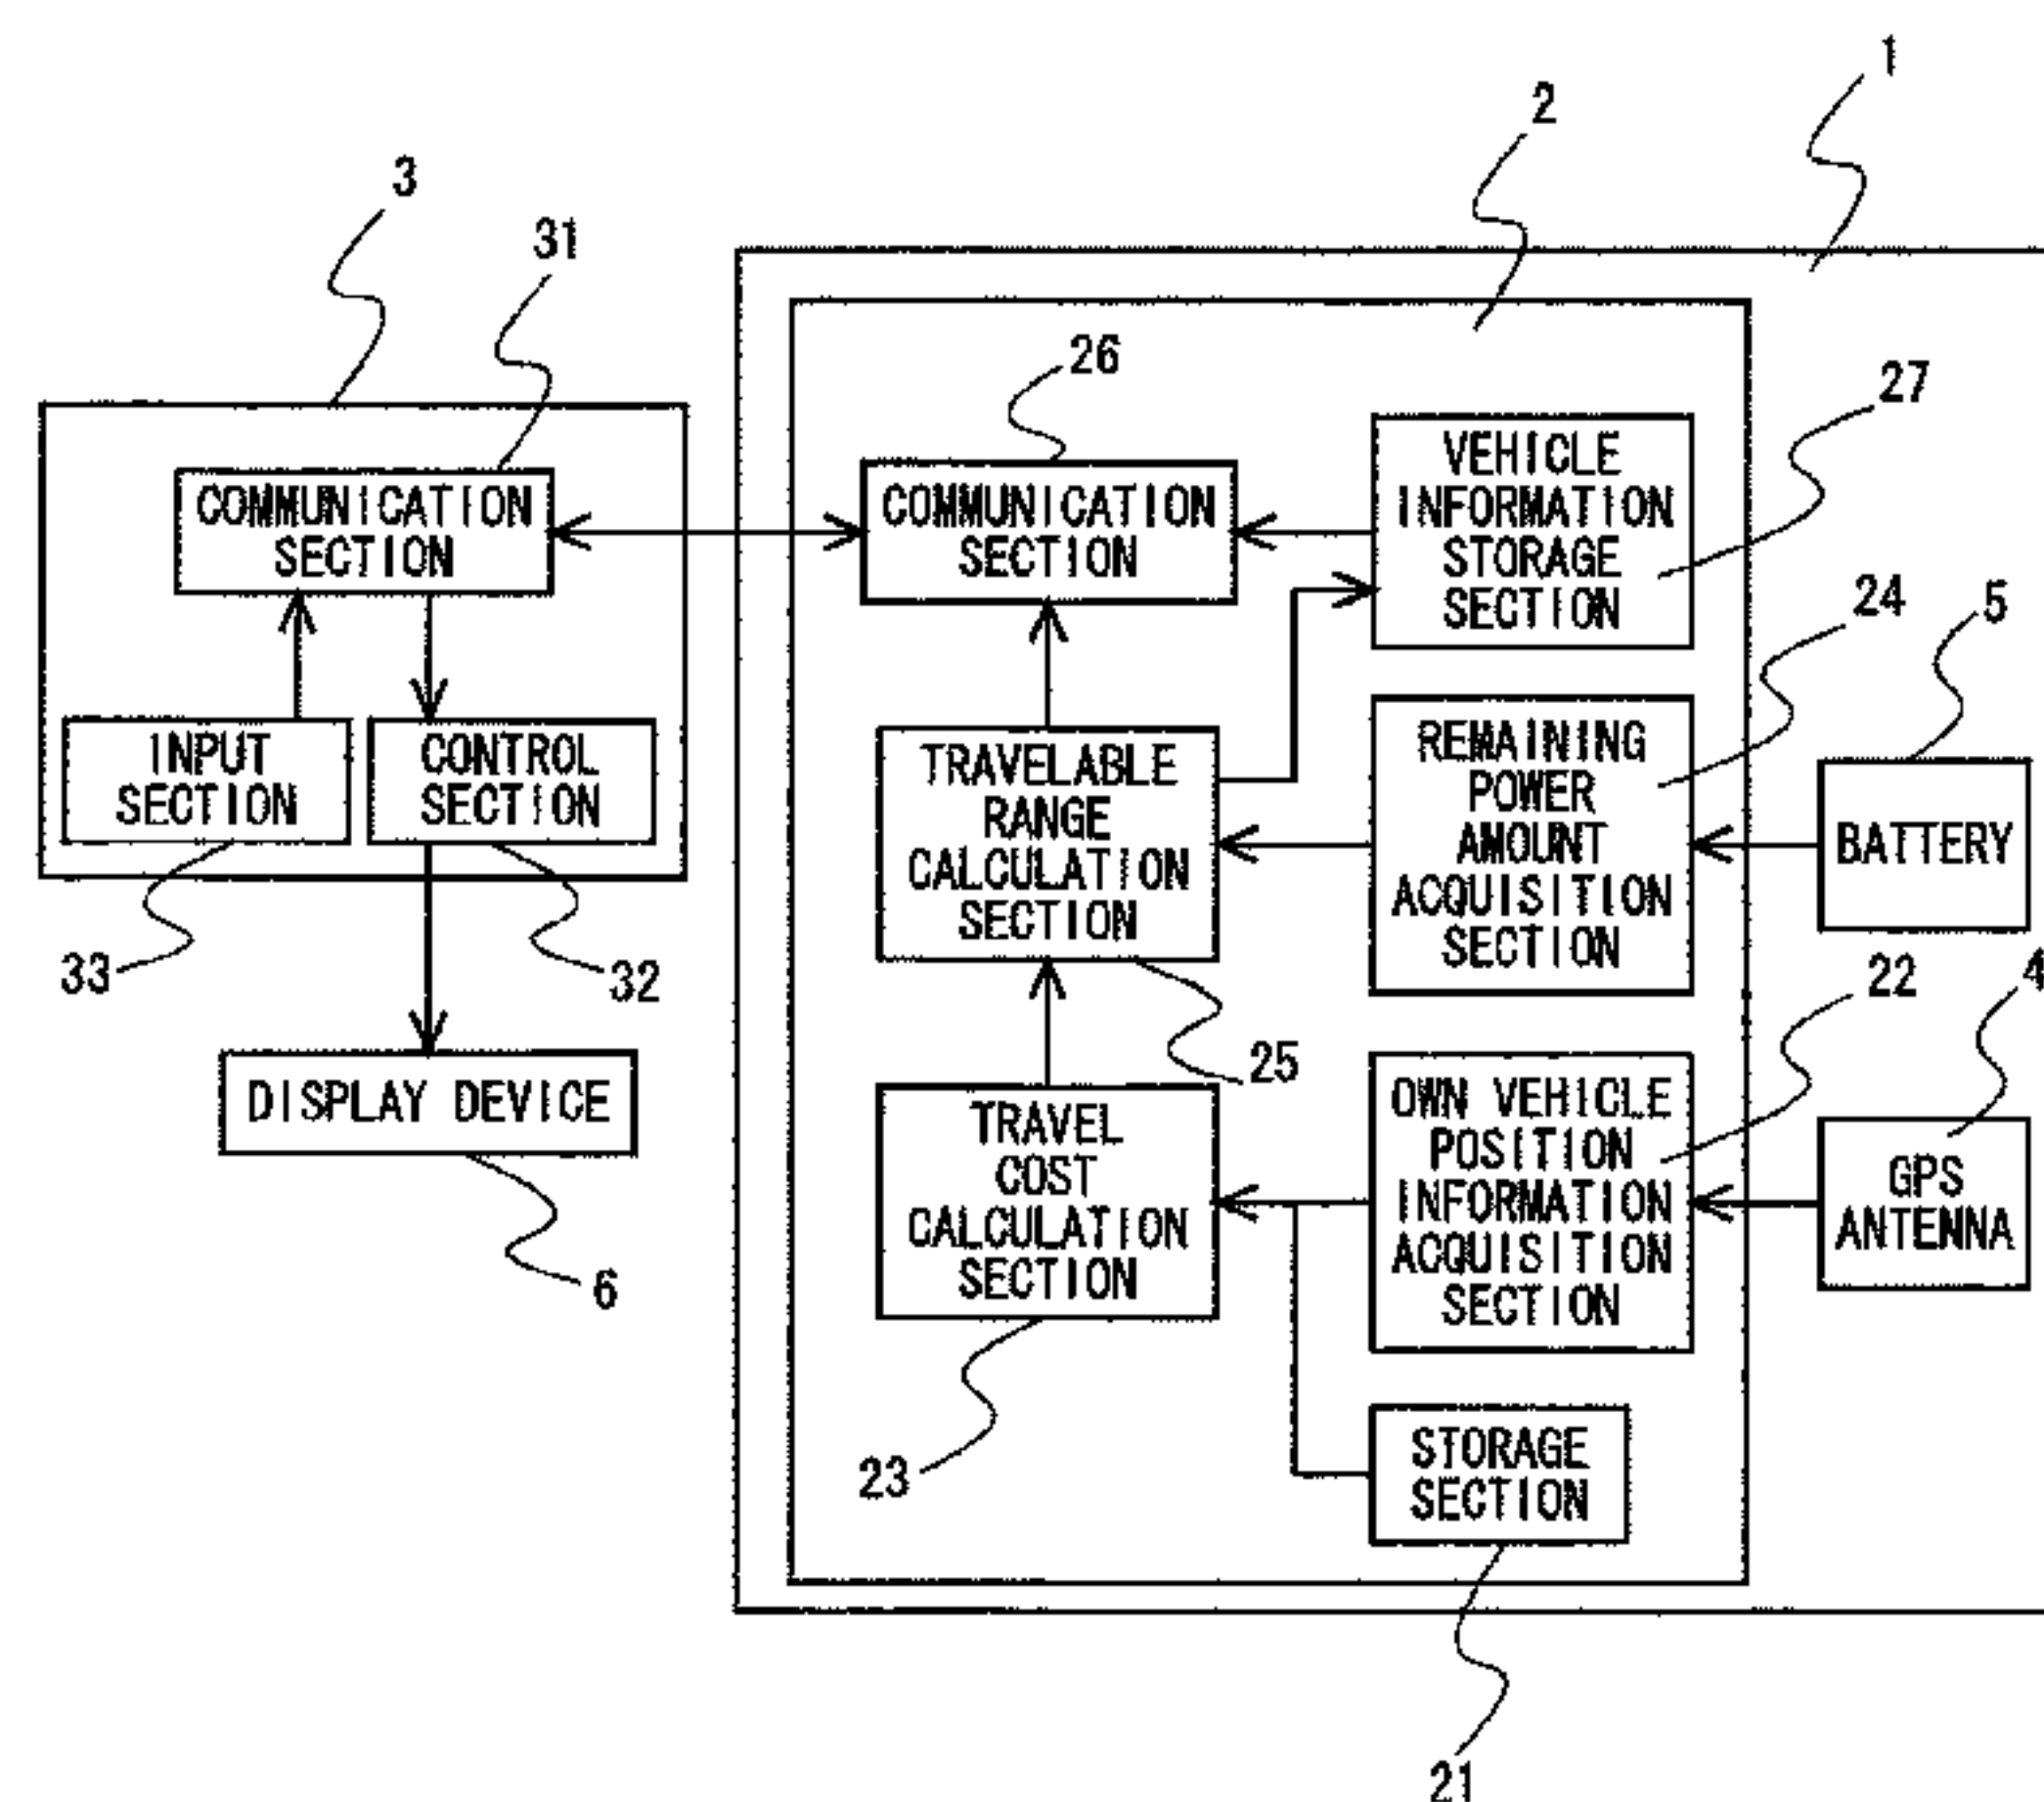 1
2
3
31
26
27
COMMUNICATION
SECTION
COMMUNICATION
SECTION
VEHICLE
INFORMATION
STORAGE
SECTION
24
5
INPUT
SECTION
CONTROL
SECTION
TRAVELABLE
RANGE
CALCULATION
SECTION
REMAINING
POWER
AMOUNT
ACQUISITION
SECTION
BATTERY
33
32
22
4
25
DISPLAY DEVICE
TRAVEL
COST
CALCULATION
SECTION
OWN VEHICLE
POSITION
INFORMATION
ACQUISITION
SECTION
GPS
ANTENNA
6
23
STORAGE
SECTION
21